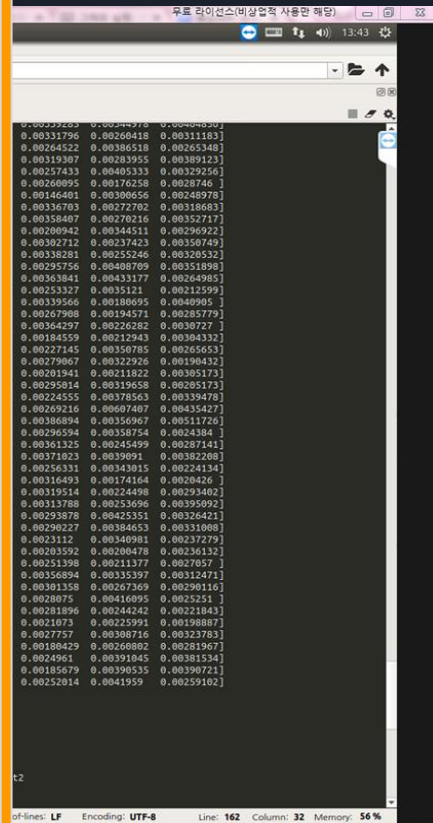 무료 라이선스(비상업적 사용만 해당)
13:43
0.00331796 0.00260418 0.00311183]
0.00264522 0.00386518 0.00265348]
0.00319307 0.00283955 0.00389123]
0.00257433 0.00405333 0.00329256]
0.00260095 0.00176258 0.0028746 ]
0.00146401 0.00300656 0.00248978]
0.00336703 0.00272702 0.00318683]
0.00358407 0.00270216 0.00352717]
0.00200942 0.00344511 0.00296922]
0.00302712 0.00237423 0.00350749]
0.00338281 0.00255246 0.00320532]
0.00295756 0.00408709 0.00351898]
0.00363841 0.00433177 0.00264985]
0.00253327 0.0035121 0.00212599]
0.00339566 0.00180695 0.0040905 ]
0.00267908 0.00194571 0.00285779]
0.00364297 0.00226282 0.0030727 ]
0.00184559 0.00212943 0.00304332]
0.00227145 0.00350785 0.00265653]
0.00279067 0.00322926 0.00190432]
0.00201941 0.00211822 0.00305173]
0.00295014 0.00319658 0.00205173]
0.00224555 0.00378563 0.00339478]
0.00269216 0.00607407 0.00435427]
0.00386894 0.00356967 0.00511726]
0.00296594 0.00358754 0.0024384 ]
0.00361325 0.00245499 0.00287141]
0.00371023 0.0039091 0.00382208]
0.00256331 0.00343015 0.00224134]
0.00316493 0.00174164 0.0020426 ]
0.00319514 0.00224498 0.00293402]
0.00313788 0.00253696 0.00395092]
0.00293878 0.00425351 0.00326421]
0.00290227 0.00384653 0.00331008]
0.0023112 0.00340981 0.00237279]
0.00203592 0.00200478 0.00236132]
0.00251398 0.00211377 0.0027057 ]
0.00356894 0.00335397 0.00312471]
0.00301358 0.00267369 0.00290116]
0.0028075 0.00416095 0.0025251 ]
0.00281896 0.00244242 0.00221843]
0.0021073 0.00225991 0.00198887]
0.0027757 0.00308716 0.00323783]
0.00180429 0.00260802 0.00281967]
0.0024961 0.00391045 0.00381534]
0.00185679 0.00390535 0.00390721]
0.00252014 0.0041959 0.00259102]
t2
of-lines: LF Encoding: UTF-8 Line: 162 Column: 32 Memory: 56 %